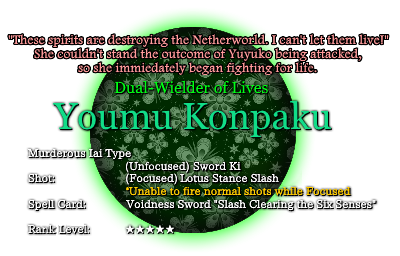 "These spirits are destroying the Netherworld. I can't let them live!"
She couldn't stand the outcome of Yuyuko being attacked,
so she immiedately began fighting for life.
Dual-Wielder of Lives
Youmu Konpaku
Murderous Iai Type
(Unfocused) Sword Ki
Shot: (Focused) Lotus Stance Slash
*Unable to fire normal shots while Focused
Spell Card: Voidness Sword "Slash Clearing the Six Senses"
Rank Level: ★★★★★